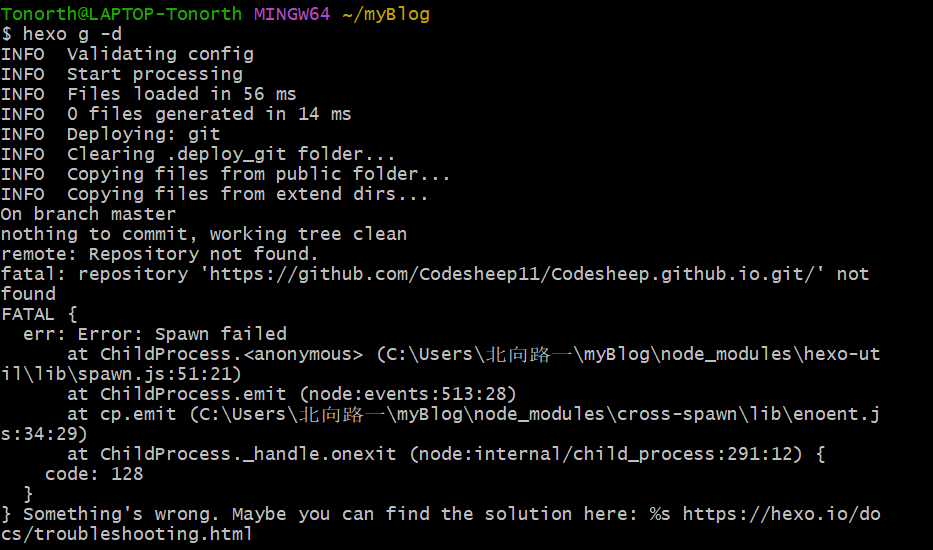 Tonorth@LAPTOP-Tonorth MINGW64 ~/myBlog
$ hexo g -d
INFO  Validating config
INFO  Start processing
INFO  Files loaded in 56 ms
INFO  0 files generated in 14 ms
INFO  Deploying: git
INFO  Clearing .deploy_git folder...
INFO  Copying files from public folder...
INFO  Copying files from extend dirs...
On branch master
nothing to commit, working tree clean
remote: Repository not found.
fatal: repository 'https://github.com/Codesheep11/Codesheep.github.io.git/' not
found
FATAL {
  err: Error: Spawn failed
      at ChildProcess.<anonymous> (C:\Users\北向路一\myBlog\node_modules\hexo-ut
il\lib\spawn.js:51:21)
      at ChildProcess.emit (node:events:513:28)
      at cp.emit (C:\Users\北向路一\myBlog\node_modules\cross-spawn\lib\enoent.j
s:34:29)
      at ChildProcess._handle.onexit (node:internal/child_process:291:12) {
    code: 128
  }
} Something's wrong. Maybe you can find the solution here: %s https://hexo.io/do
cs/troubleshooting.html